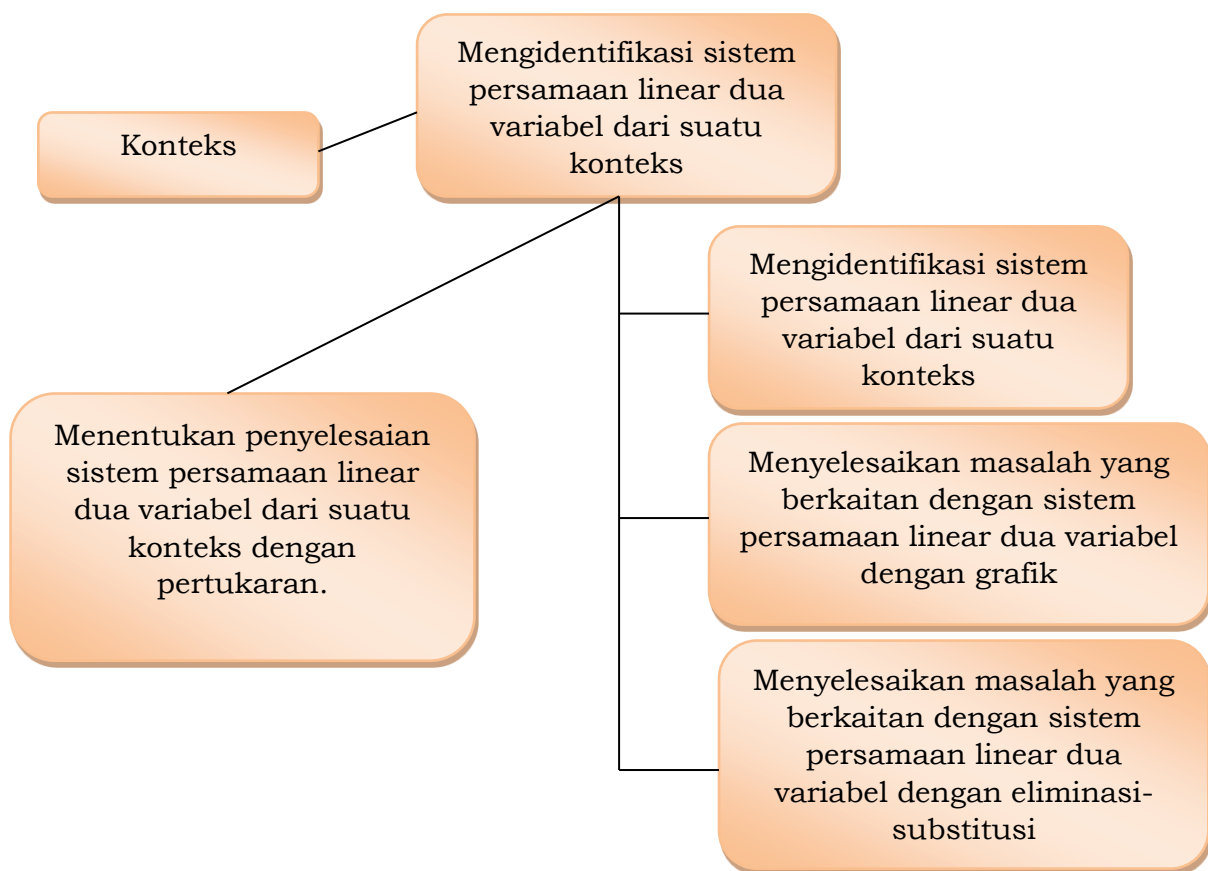 Mengidentifikasi sistem
persamaan linear dua
variabel dari suatu
konteks
Konteks
Mengidentifikasi sistem
persamaan linear dua
variabel dari suatu
konteks
Menentukan penyelesaian
sistem persamaan linear
dua variabel dari suatu
konteks dengan
pertukaran.
Menyelesaikan masalah yang
berkaitan dengan sistem
persamaan linear dua variabel
dengan grafik
Menyelesaikan masalah yang
berkaitan dengan sistem
persamaan linear dua
variabel dengan eliminasi-
substitusi